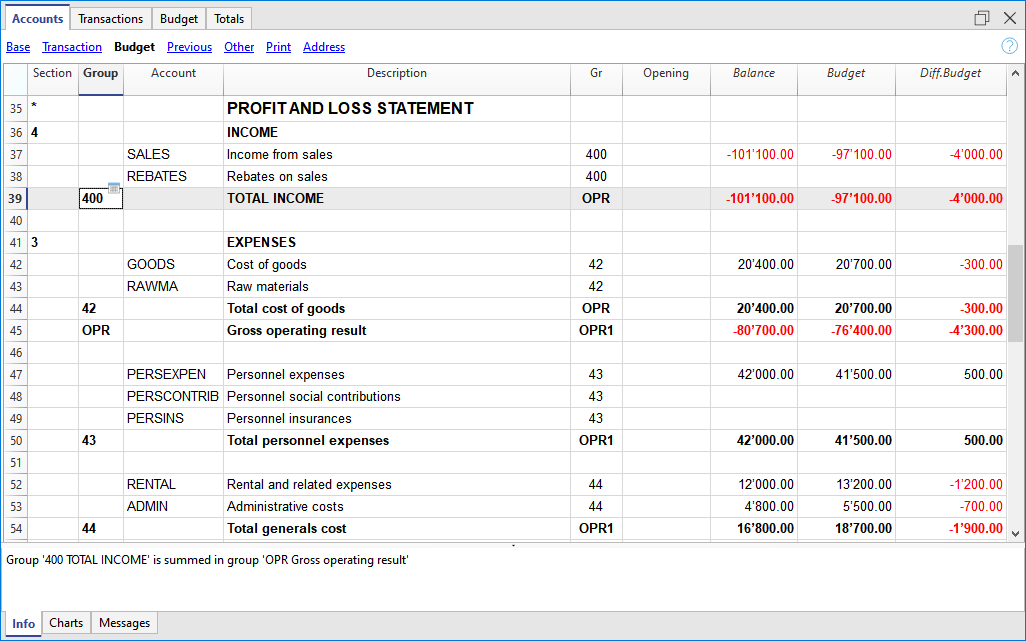 Accounts Transactions Budget Totals
Base Transaction Budget Previous Other Print Address ?
Section Group Account Description Gr Opening Balance Budget Diff.Budget
35 * PROFIT AND LOSS STATEMENT
36 4 INCOME
37 SALES Income from sales 400 -101'100.00 -97'100.00 -4'000.00
38 REBATES Rebates on sales 400
39 400 TOTAL INCOME OPR -101'100.00 -97'100.00 -4'000.00
40
41 3 EXPENSES
42 GOODS Cost of goods 42 20'400.00 20'700.00 -300.00
43 RAWMA Raw materials 42
44 42 Total cost of goods OPR 20'400.00 20'700.00 -300.00
45 OPR Gross operating result OPR1 -80'700.00 -76'400.00 -4'300.00
46
47 PERSEXPEN Personnel expenses 43 42'000.00 41'500.00 500.00
48 PERSCONTRIB Personnel social contributions 43
49 PERSINS Personnel insurances 43
50 43 Total personnel expenses OPR1 42'000.00 41'500.00 500.00
51
52 RENTAL Rental and related expenses 44 12'000.00 13'200.00 -1'200.00
53 ADMIN Administrative costs 44 4'800.00 5'500.00 -700.00
54 44 Total generals cost OPR1 16'800.00 18'700.00 -1'900.00
Group '400 TOTAL INCOME' is summed in group 'OPR Gross operating result'
Info Charts Messages